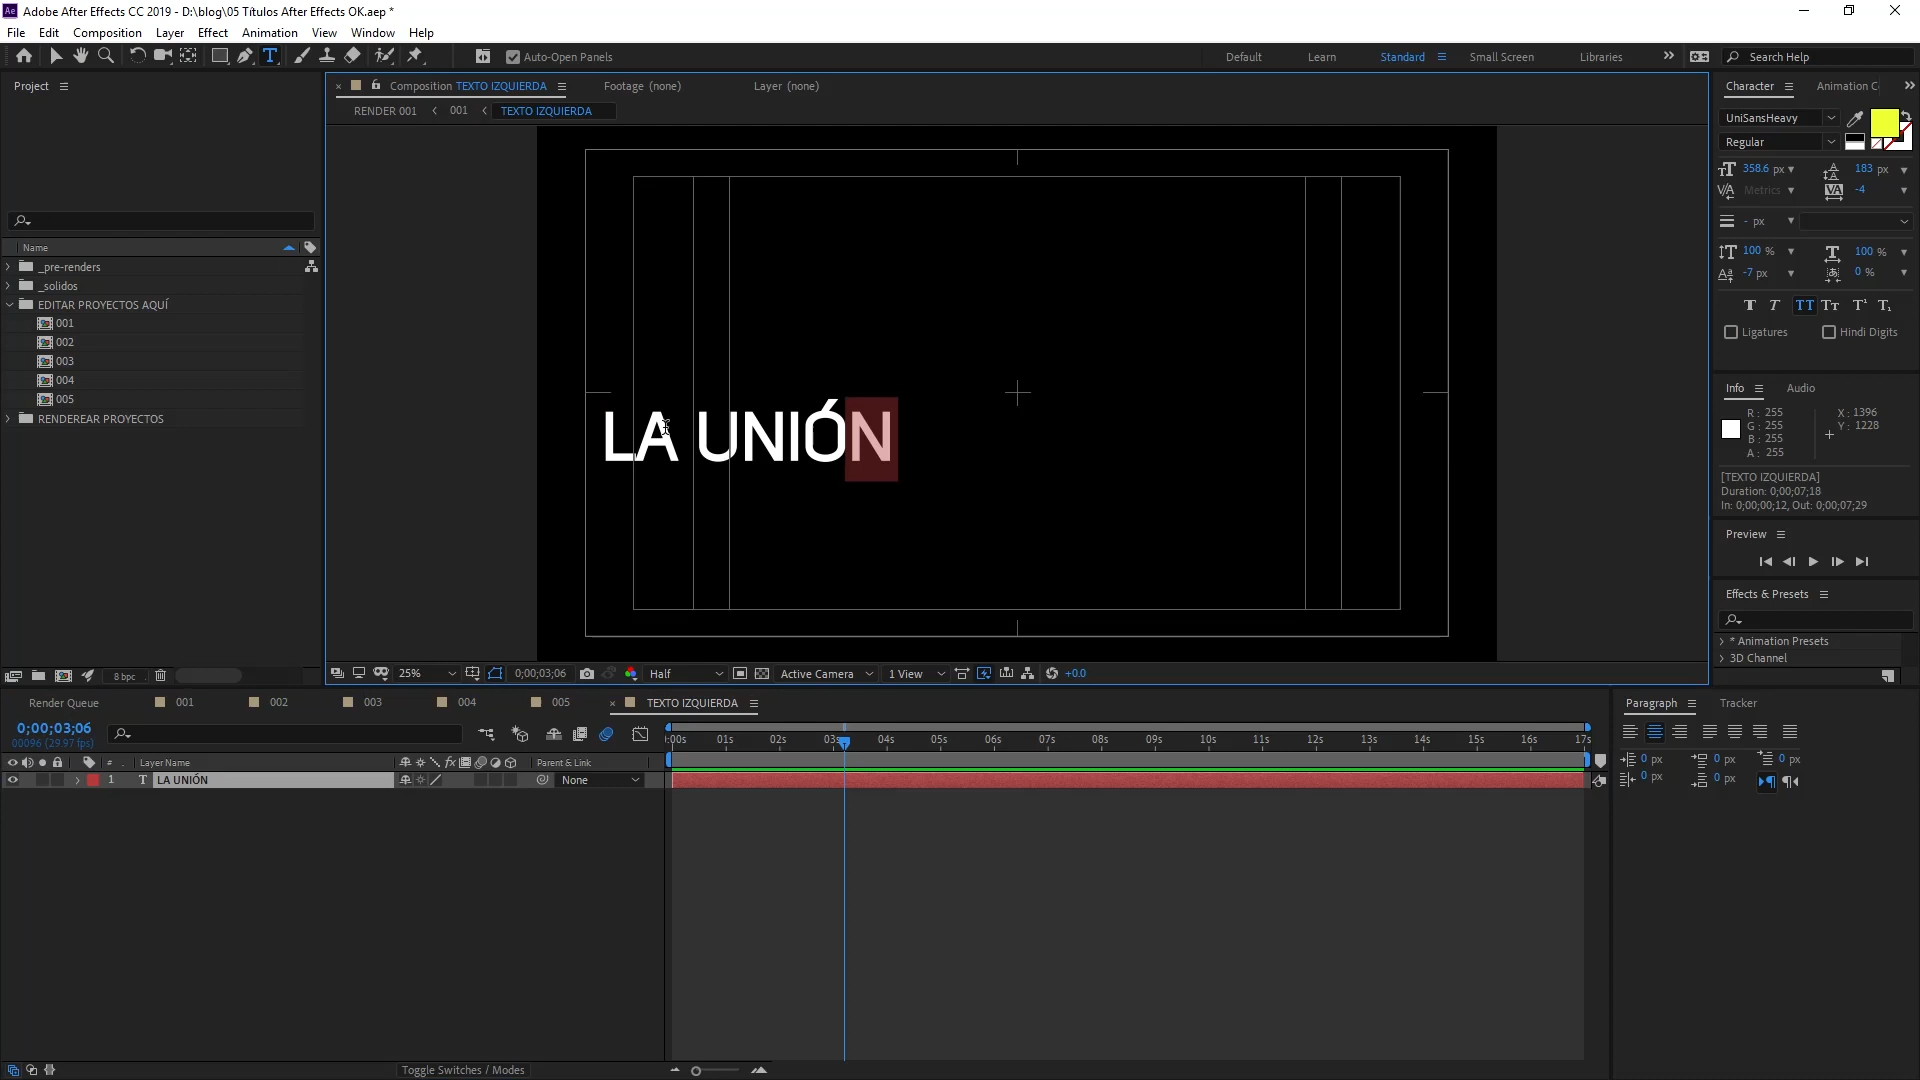 Adobe After Effects CC 2019 - D:\blog\05 Títulos After Effects OK.aep *
File Edit Composition Layer Effect Animation View Window Help
Auto-Open Panels
Default Learn Standard Small Screen Libraries Search Help
Project
Name
_pre-renders
_solidos
EDITAR PROYECTOS AQUÍ
001
002
003
004
005
RENDEREAR PROYECTOS
8 bpc
Composition TEXTO IZQUIERDA
Footage (none)
Layer (none)
RENDER 001 001 TEXTO IZQUIERDA
LA UNIÓN
25% 0;00;03;06 Half Active Camera 1 View +0.0
Character
UniSansHeavy
Regular
358.6 px 183 px
Metrics -4
- px
100 % 100 %
-7 px 0 %
Ligatures Hindi Digits
Info Audio
R: 255 X: 1396
G: 255 Y: 1228
B: 255
A: 255
[TEXTO IZQUIERDA]
Duration: 0;00;07;18
In: 0;00;00;12, Out: 0;00;07;29
Preview
Effects & Presets
* Animation Presets
3D Channel
Render Queue 001 002 003 004 005 TEXTO IZQUIERDA
0;00;03;06
00096 (29.97 fps)
# Layer Name Parent & Link
1 T LA UNIÓN None
:00s 01s 02s 03s 04s 05s 06s 07s 08s 09s 10s 11s 12s 13s 14s 15s 16s 17s
Toggle Switches / Modes
Paragraph Tracker
0 px 0 px 0 px
0 px 0 px